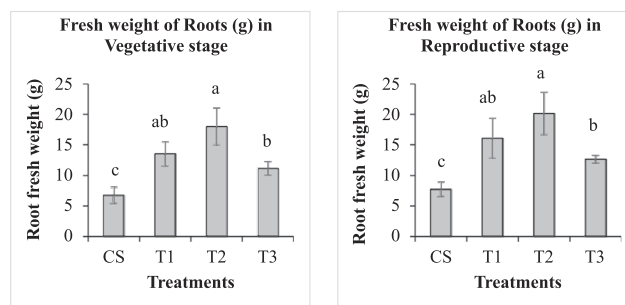 Fresh weight of Roots (g) in
Vegetative stage
Root fresh weight (g)
25
20
15
10
5
0
c
ab
a
b
CS T1 T2 T3
Treatments
Fresh weight of Roots (g) in
Reproductive stage
Root fresh weight (g)
25
20
15
10
5
0
c
ab
a
b
CS T1 T2 T3
Treatments